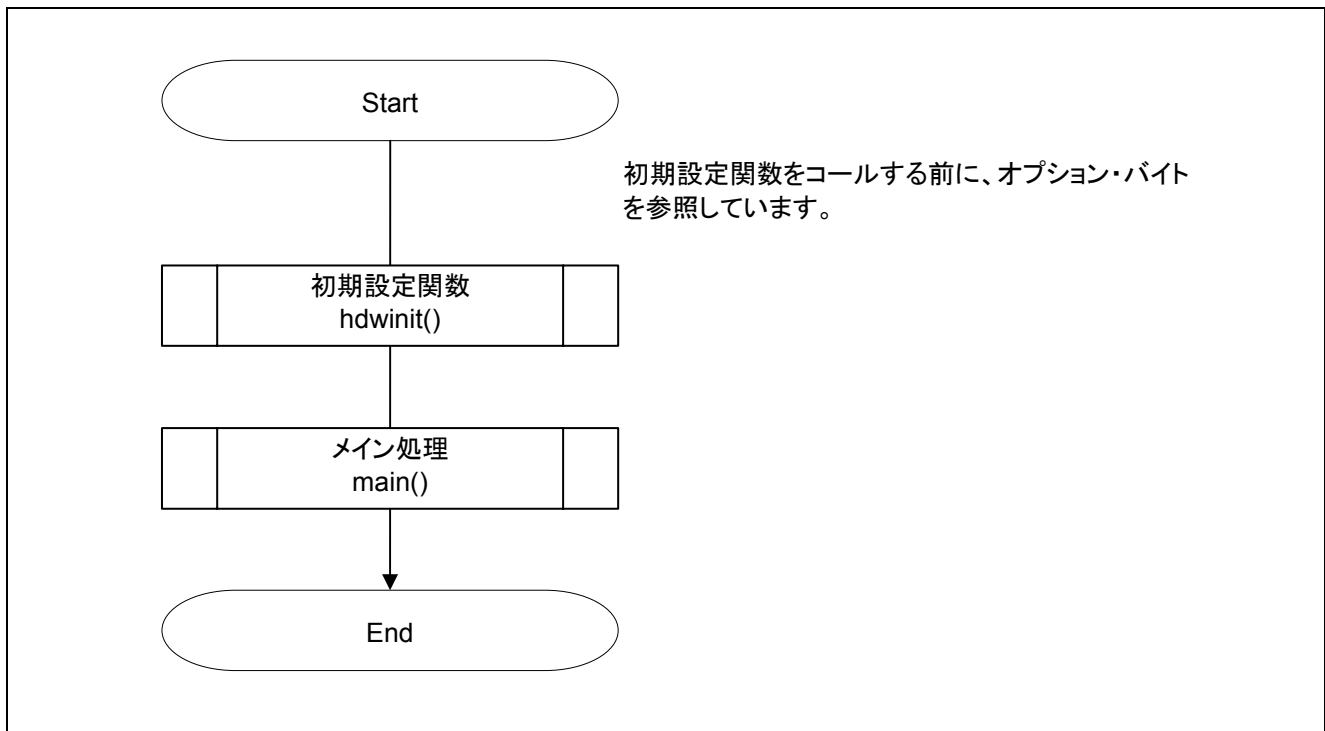 Start
初期設定関数をコールする前に、オプション・バイト
を参照しています。
初期設定関数
hdwinit()
メイン処理
main()
End